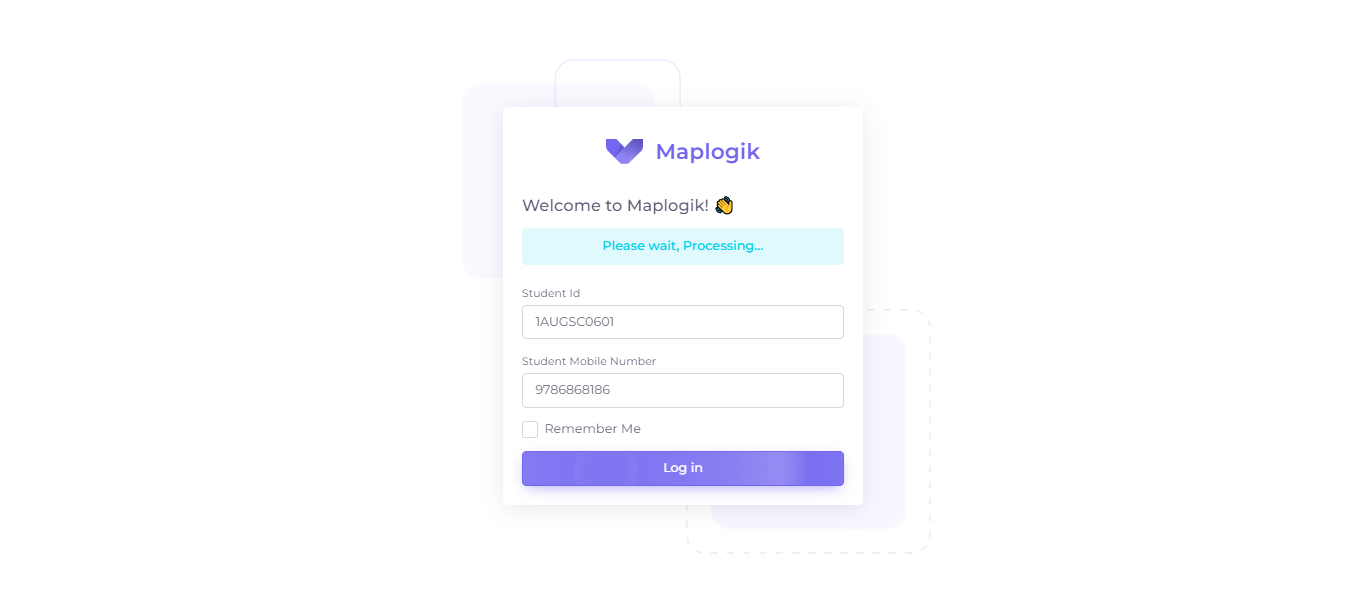 Maplogik
Welcome to Maplogik! 👋
Please wait, Processing...
Student Id
1AUGSC0601
Student Mobile Number
9786868186
Remember Me
Log in